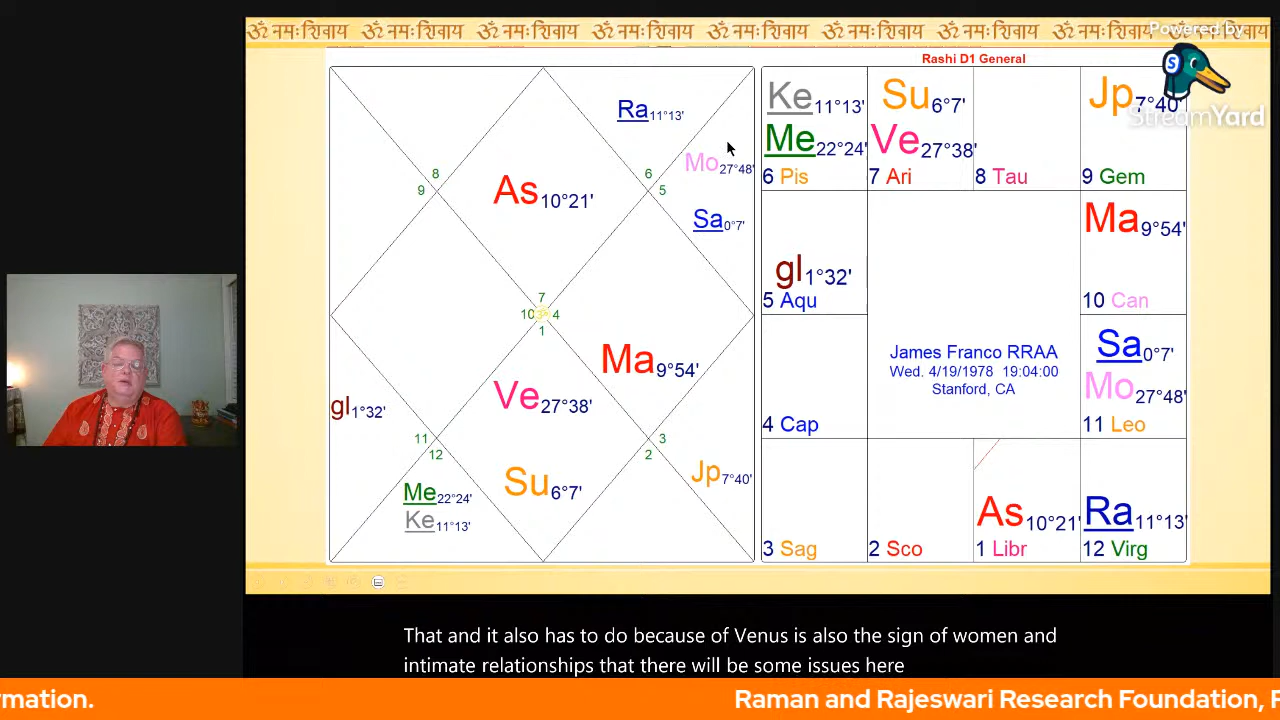 ॐ नमःशिवाय ॐ नमःशिवाय ॐ नमःशिवाय ॐ नमःशिवाय ॐ नमःशिवाय ॐ नमःशिवाय ॐ नमःशिवाय ॐ नमःशिवाय ॐ नमःशिवाय
Powered by
StreamYard
Rashi D1 General
Ra 11°13'
Mo 27°48'
8
6
9
5
As 10°21'
Sa 0°7'
7
10 ॐ 4
1
Ma 9°54'
Ve 27°38'
gl 1°32'
11
3
12
2
Jp 7°40'
Su 6°7'
Me 22°24'
Ke 11°13'
Ke 11°13'
Me 22°24'
6 Pis
Su 6°7'
Ve 27°38'
7 Ari
8 Tau
Jp 7°40'
9 Gem
gl 1°32'
5 Aqu
Ma 9°54'
10 Can
James Franco RRAA
Wed. 4/19/1978 19:04:00
Stanford, CA
4 Cap
Sa 0°7'
Mo 27°48'
11 Leo
3 Sag
2 Sco
As 10°21'
1 Libr
Ra 11°13'
12 Virg
That and it also has to do because of Venus is also the sign of women and
intimate relationships that there will be some issues here
rmation. Raman and Rajeswari Research Foundation,